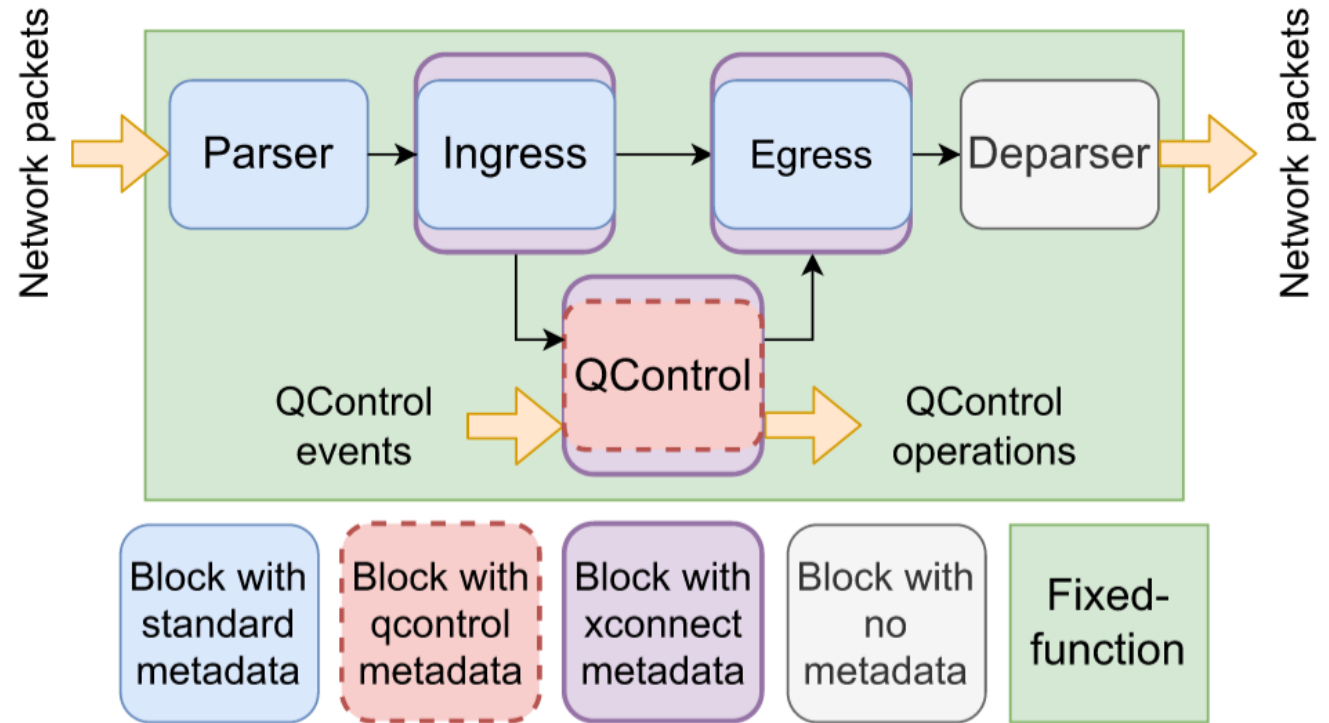 Network packets
Parser
Ingress
Egress
Deparser
Network packets
QControl
QControl
events
QControl
operations
Block with
standard
metadata
Block with
qcontrol
metadata
Block with
xconnect
metadata
Block with
no
metadata
Fixed-
function